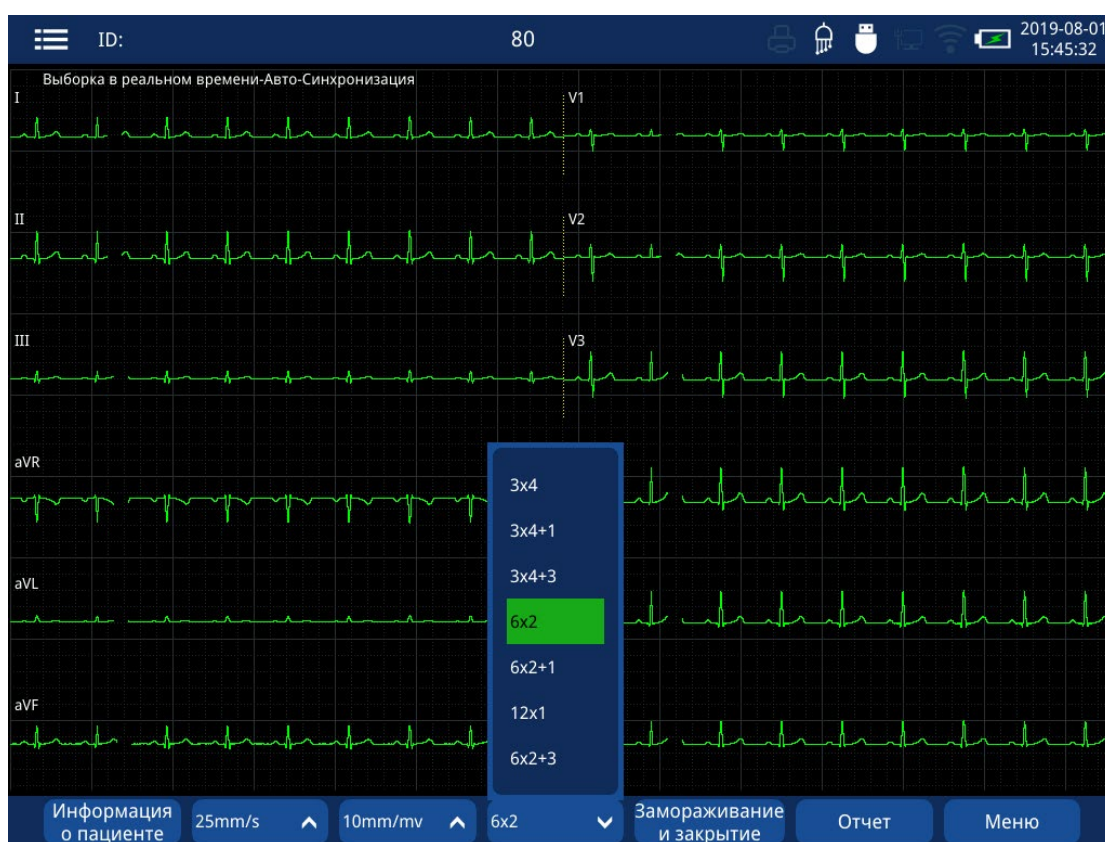 ID:
80
2019-08-01
15:45:32
Выборка в реальном времени-Авто-Синхронизация
I
V1
II
V2
III
V3
aVR
aVL
aVF
3x4
3x4+1
3x4+3
6x2
6x2+1
12x1
6x2+3
Информация
о пациенте
25mm/s
10mm/mv
6x2
Замораживание
и закрытие
Отчет
Меню